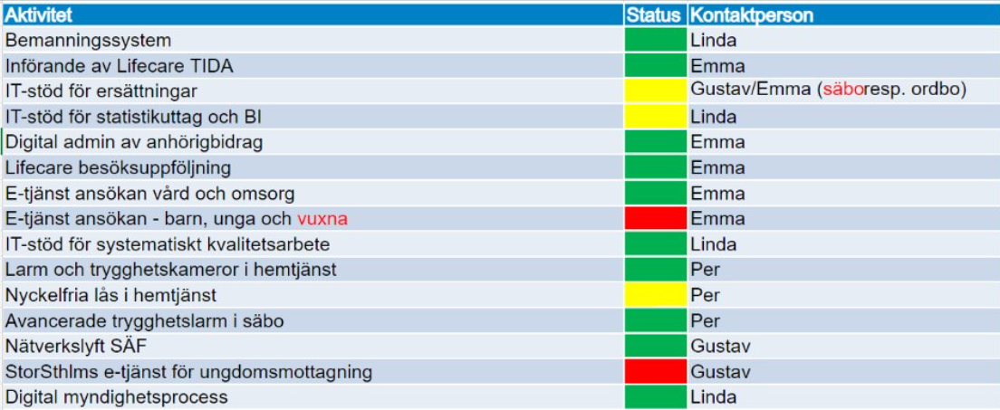 Aktivitet Status Kontaktperson
Bemanningssystem Linda
Införande av Lifecare TIDA Emma
IT-stöd för ersättningar Gustav/Emma (säboresp. ordbo)
IT-stöd för statistikuttag och BI Linda
Digital admin av anhörigbidrag Emma
Lifecare besöksuppföljning Emma
E-tjänst ansökan vård och omsorg Emma
E-tjänst ansökan - barn, unga och vuxna Emma
IT-stöd för systematiskt kvalitetsarbete Linda
Larm och trygghetskameror i hemtjänst Per
Nyckelfria lås i hemtjänst Per
Avancerade trygghetslarm i säbo Per
Nätverkslyft SÄF Gustav
StorSthlms e-tjänst för ungdomsmottagning Gustav
Digital myndighetsprocess Linda